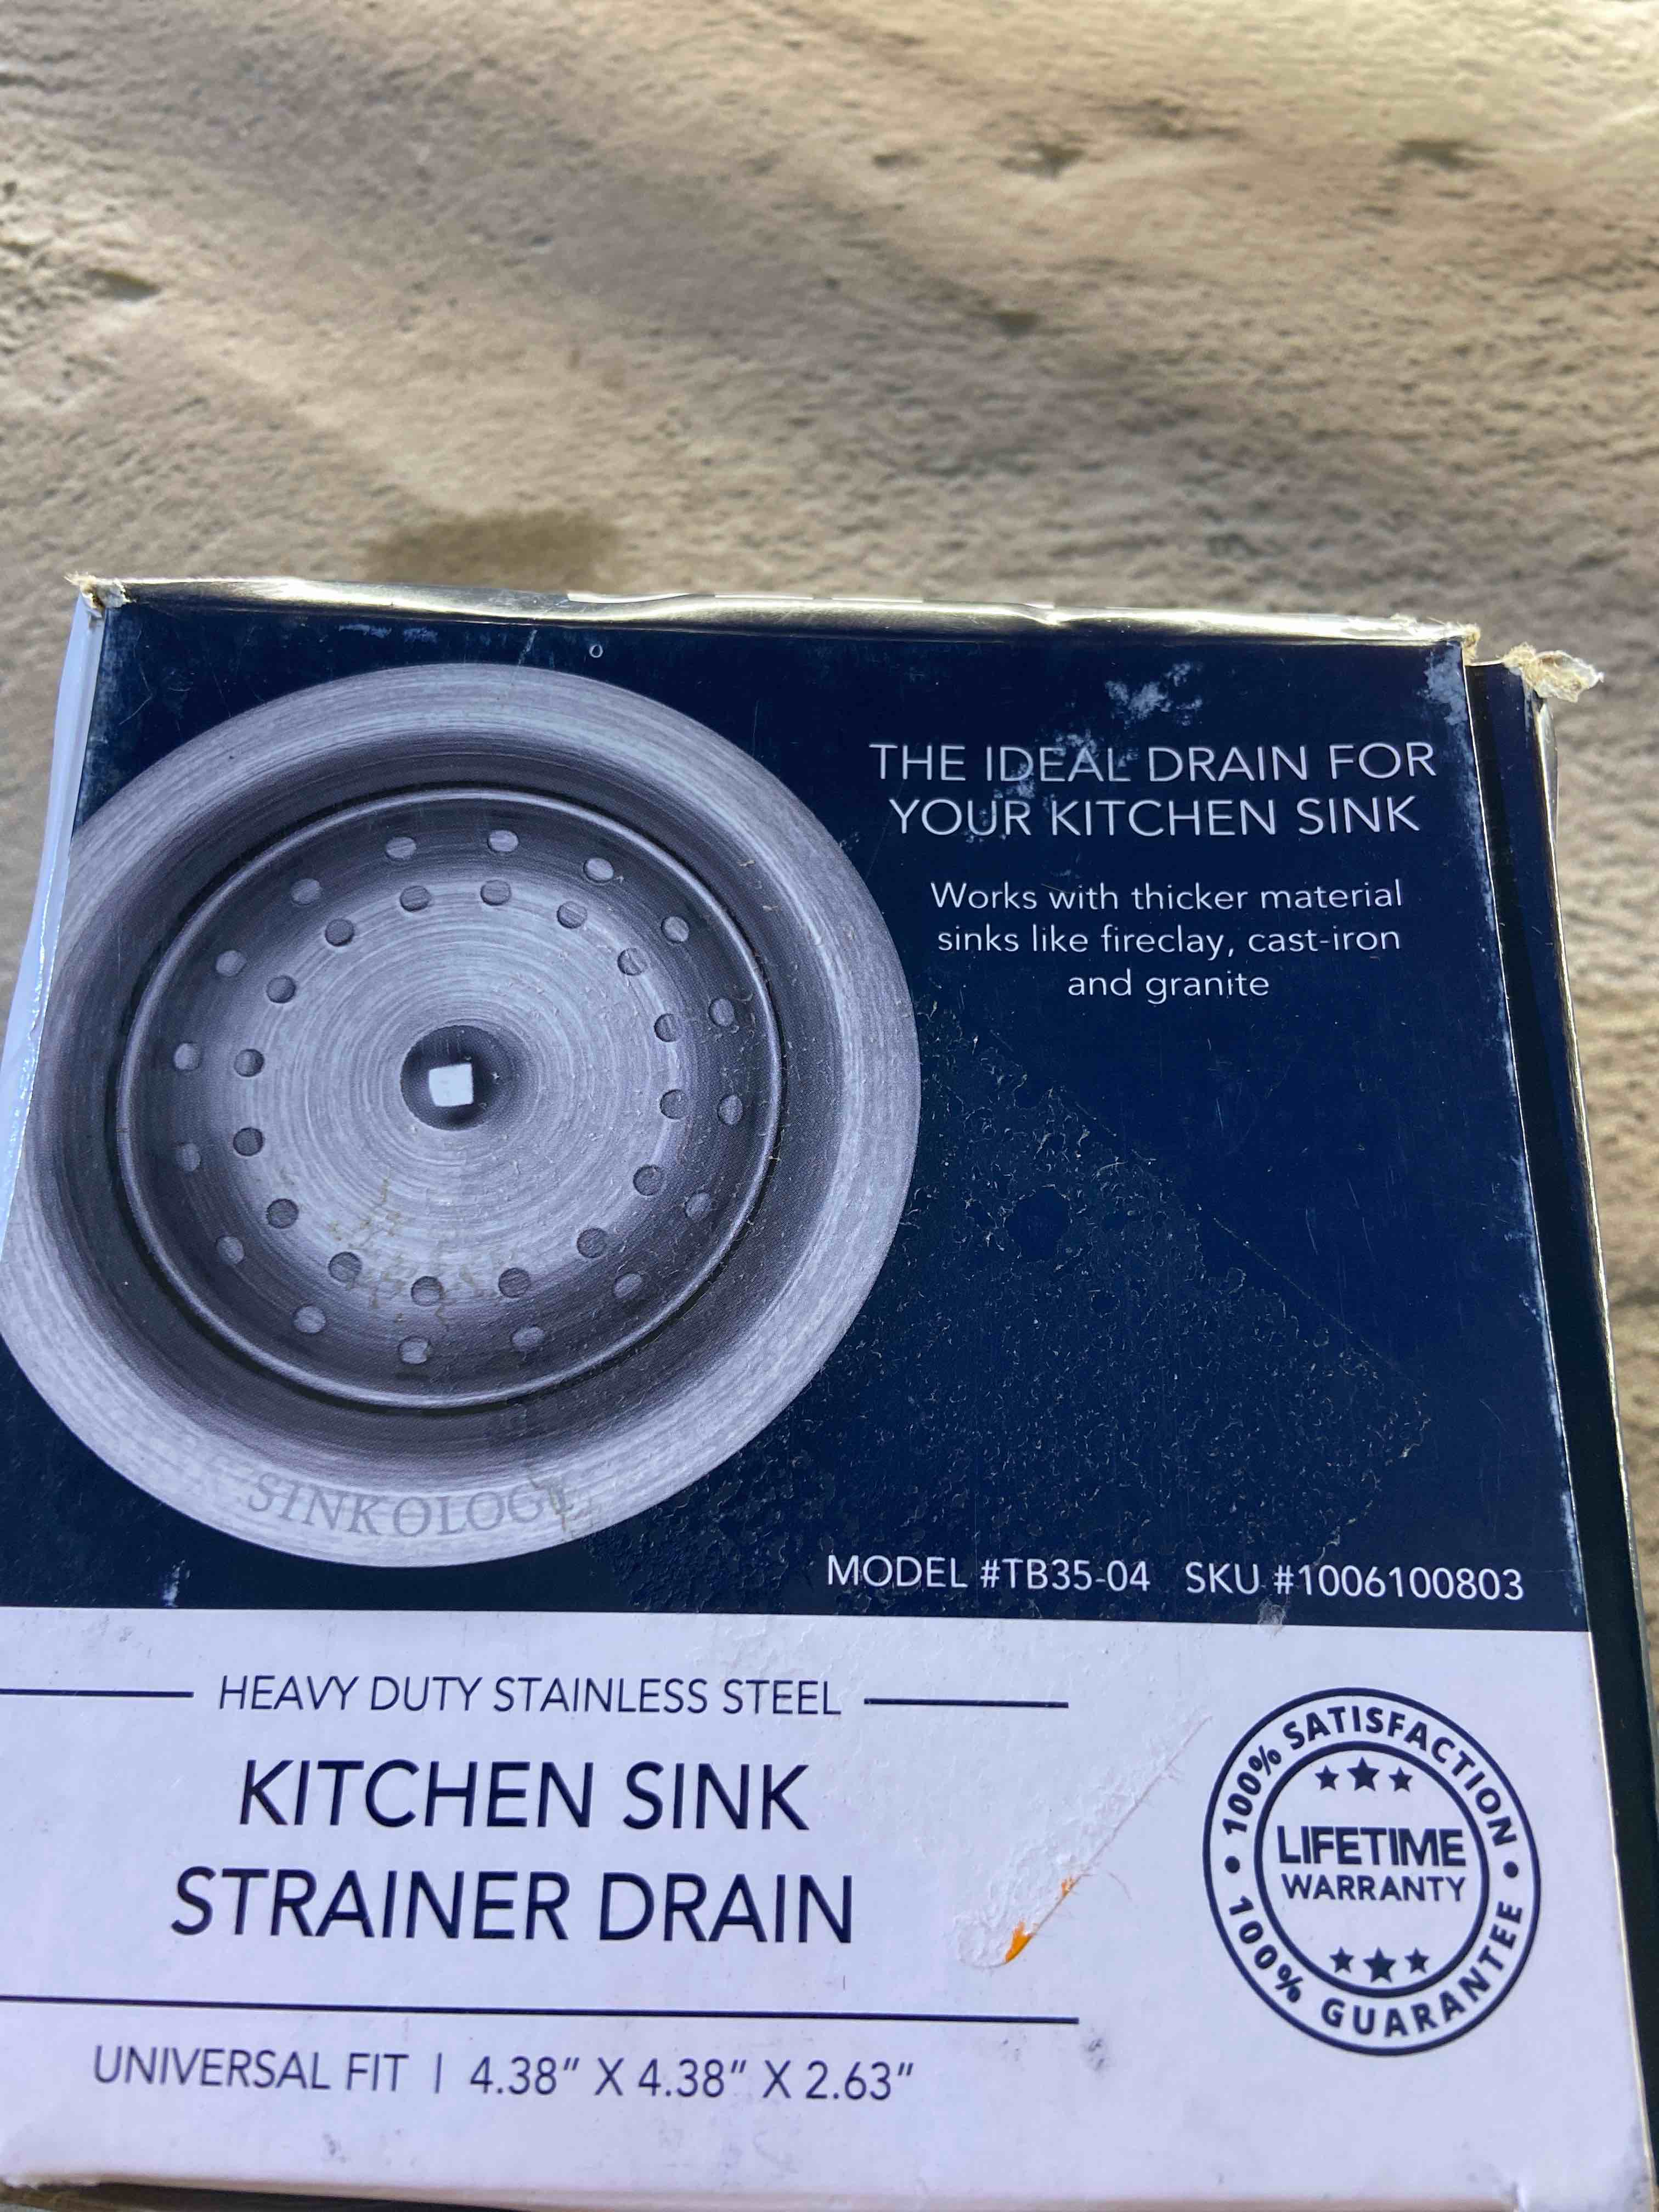 THE IDEAL DRAIN FOR
YOUR KITCHEN SINK
Works with thicker material
sinks like fireclay, cast-iron
and granite
SINKOLOGY
MODEL #TB35-04 SKU #1006100803
HEAVY DUTY STAINLESS STEEL
KITCHEN SINK
STRAINER DRAIN
UNIVERSAL FIT | 4.38” X 4.38” X 2.63”
100% SATISFACTION
LIFETIME
WARRANTY
100% GUARANTEE